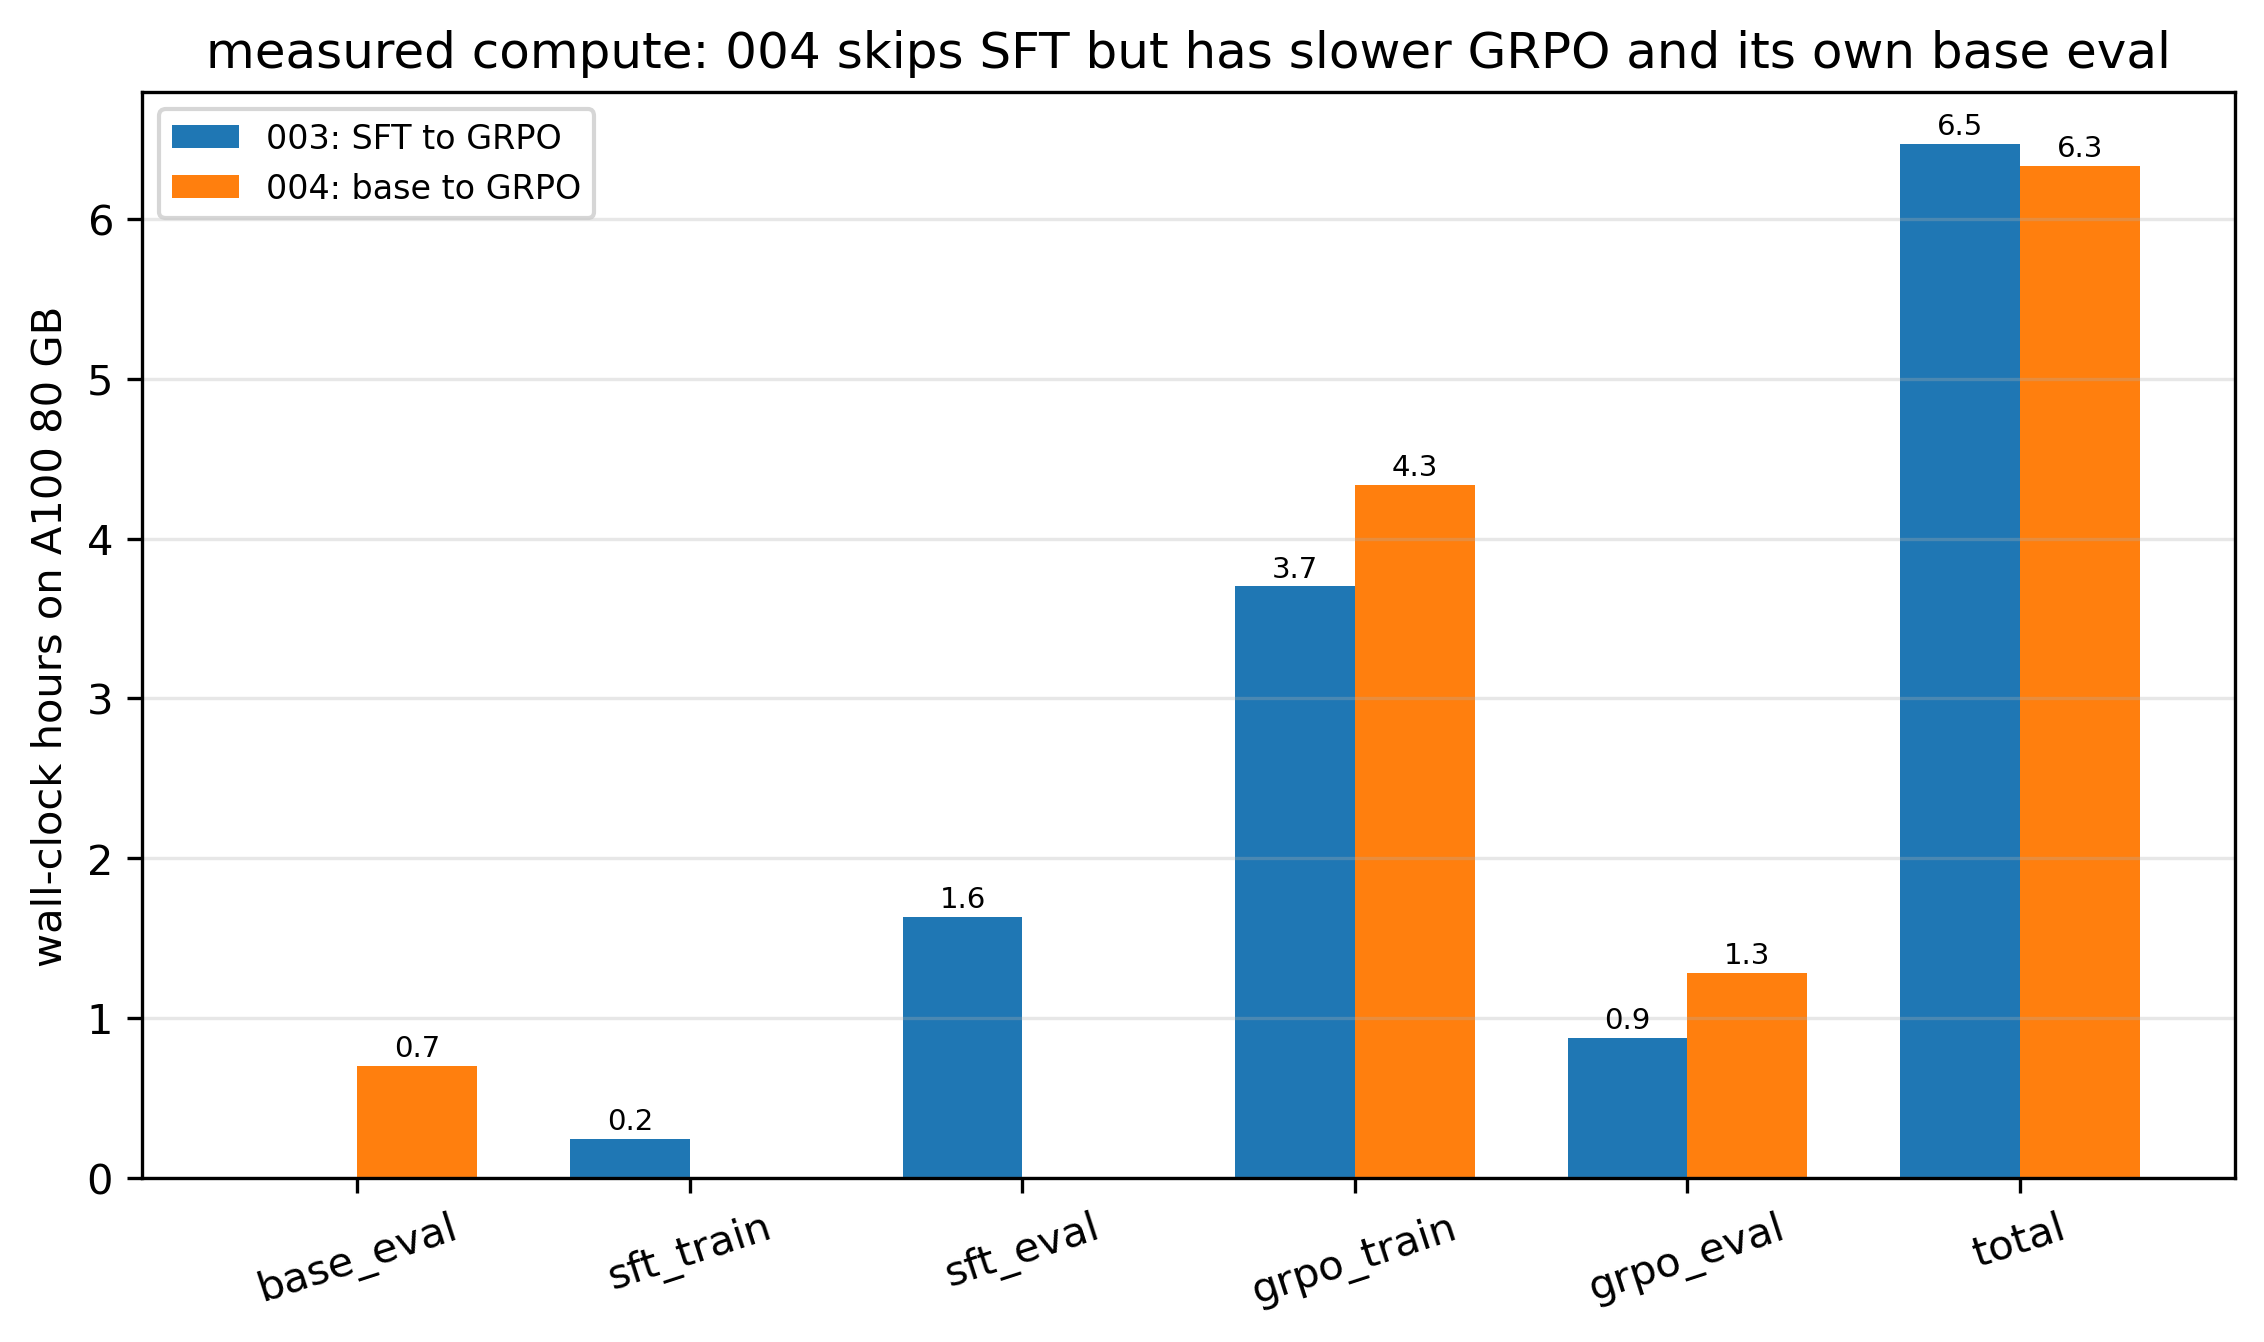 measured compute: 004 skips SFT but has slower GRPO and its own base eval
003: SFT to GRPO
004: base to GRPO
wall-clock hours on A100 80 GB
6
5
4
3
2
1
0
0.7
0.2
1.6
3.7
4.3
0.9
1.3
6.5
6.3
base_eval
sft_train
sft_eval
grpo_train
grpo_eval
total